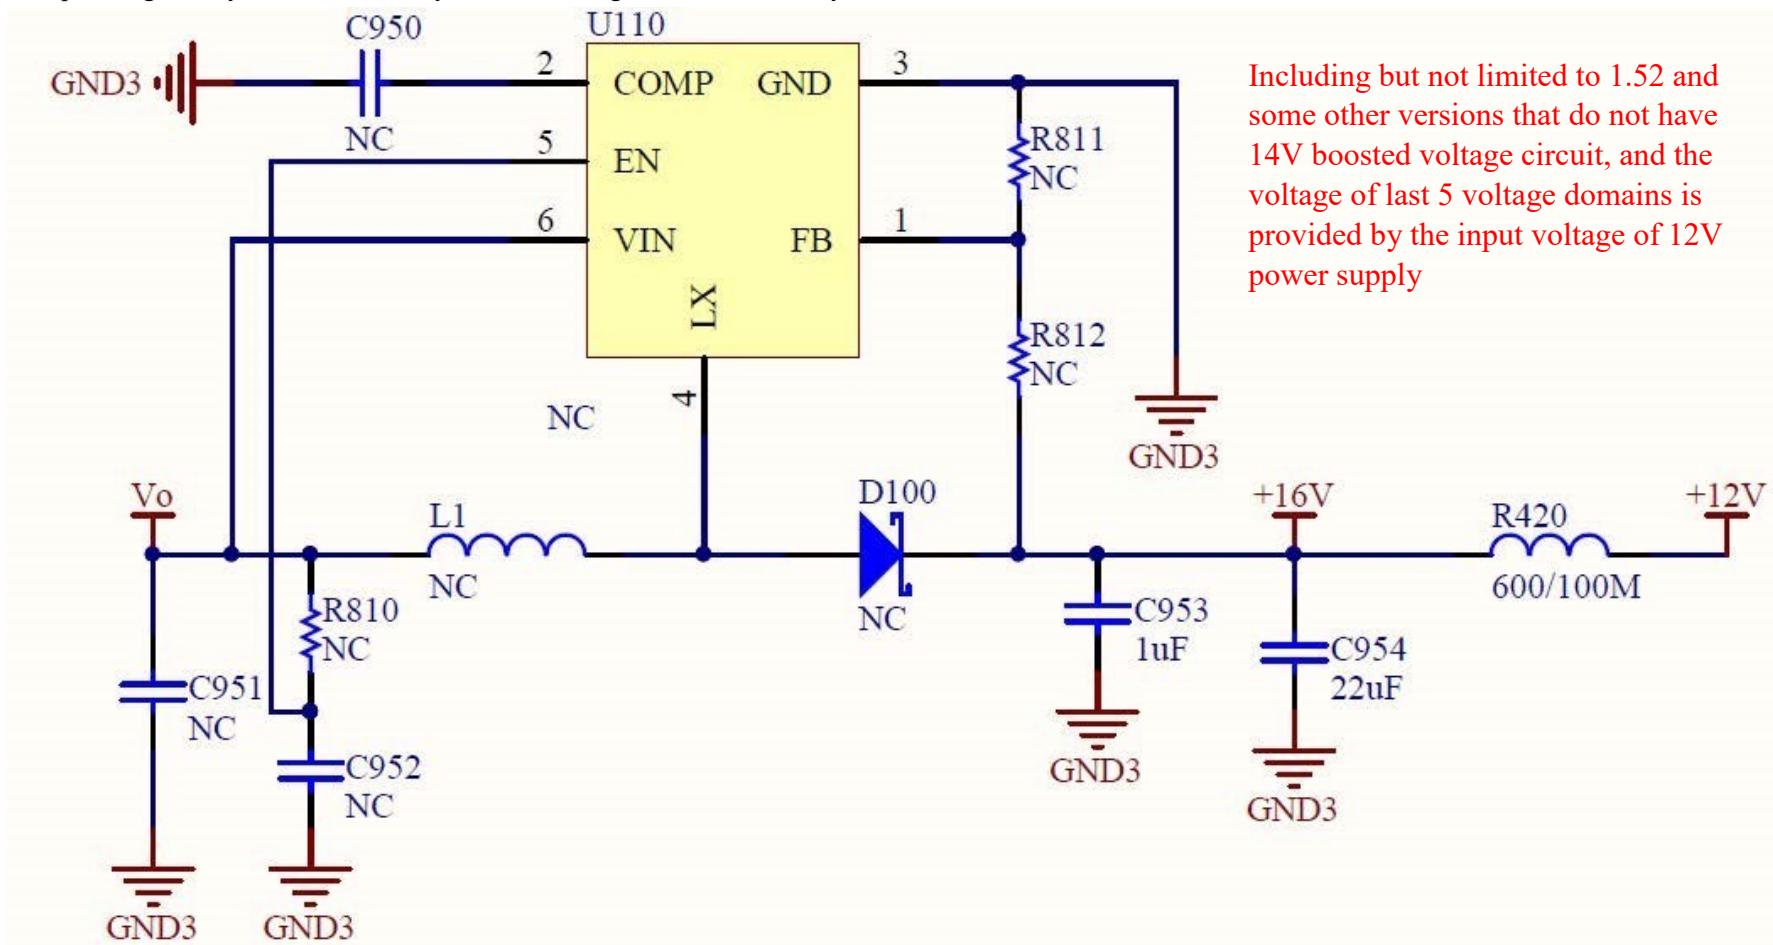 C950
U110
GND3
2
COMP
GND
3
NC
5
EN
R811
NC
6
VIN
FB
1
LX
R812
NC
4
NC
GND3
Including but not limited to 1.52 and
some other versions that do not have
14V boosted voltage circuit, and the
voltage of last 5 voltage domains is
provided by the input voltage of 12V
power supply
Vo
L1
NC
D100
NC
+16V
R420
600/100M
+12V
R810
NC
C953
1uF
C954
22uF
C951
NC
C952
NC
GND3
GND3
GND3
GND3